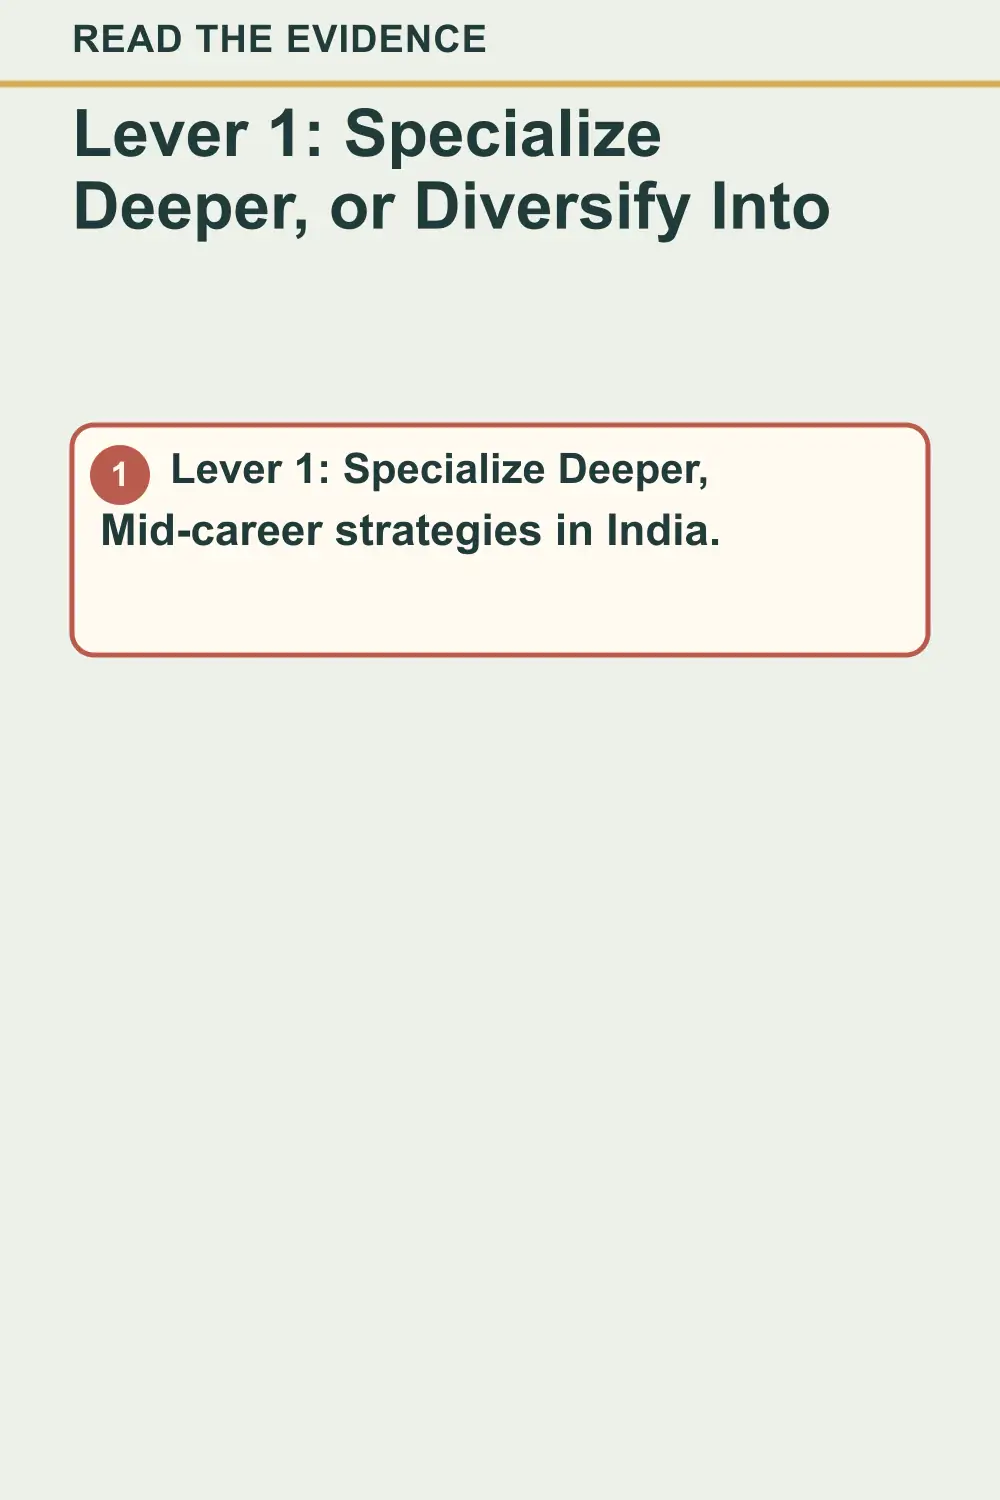 READ THE EVIDENCE
Lever 1: Specialize
Deeper, or Diversify Into
1 Lever 1: Specialize Deeper,
Mid-career strategies in India.